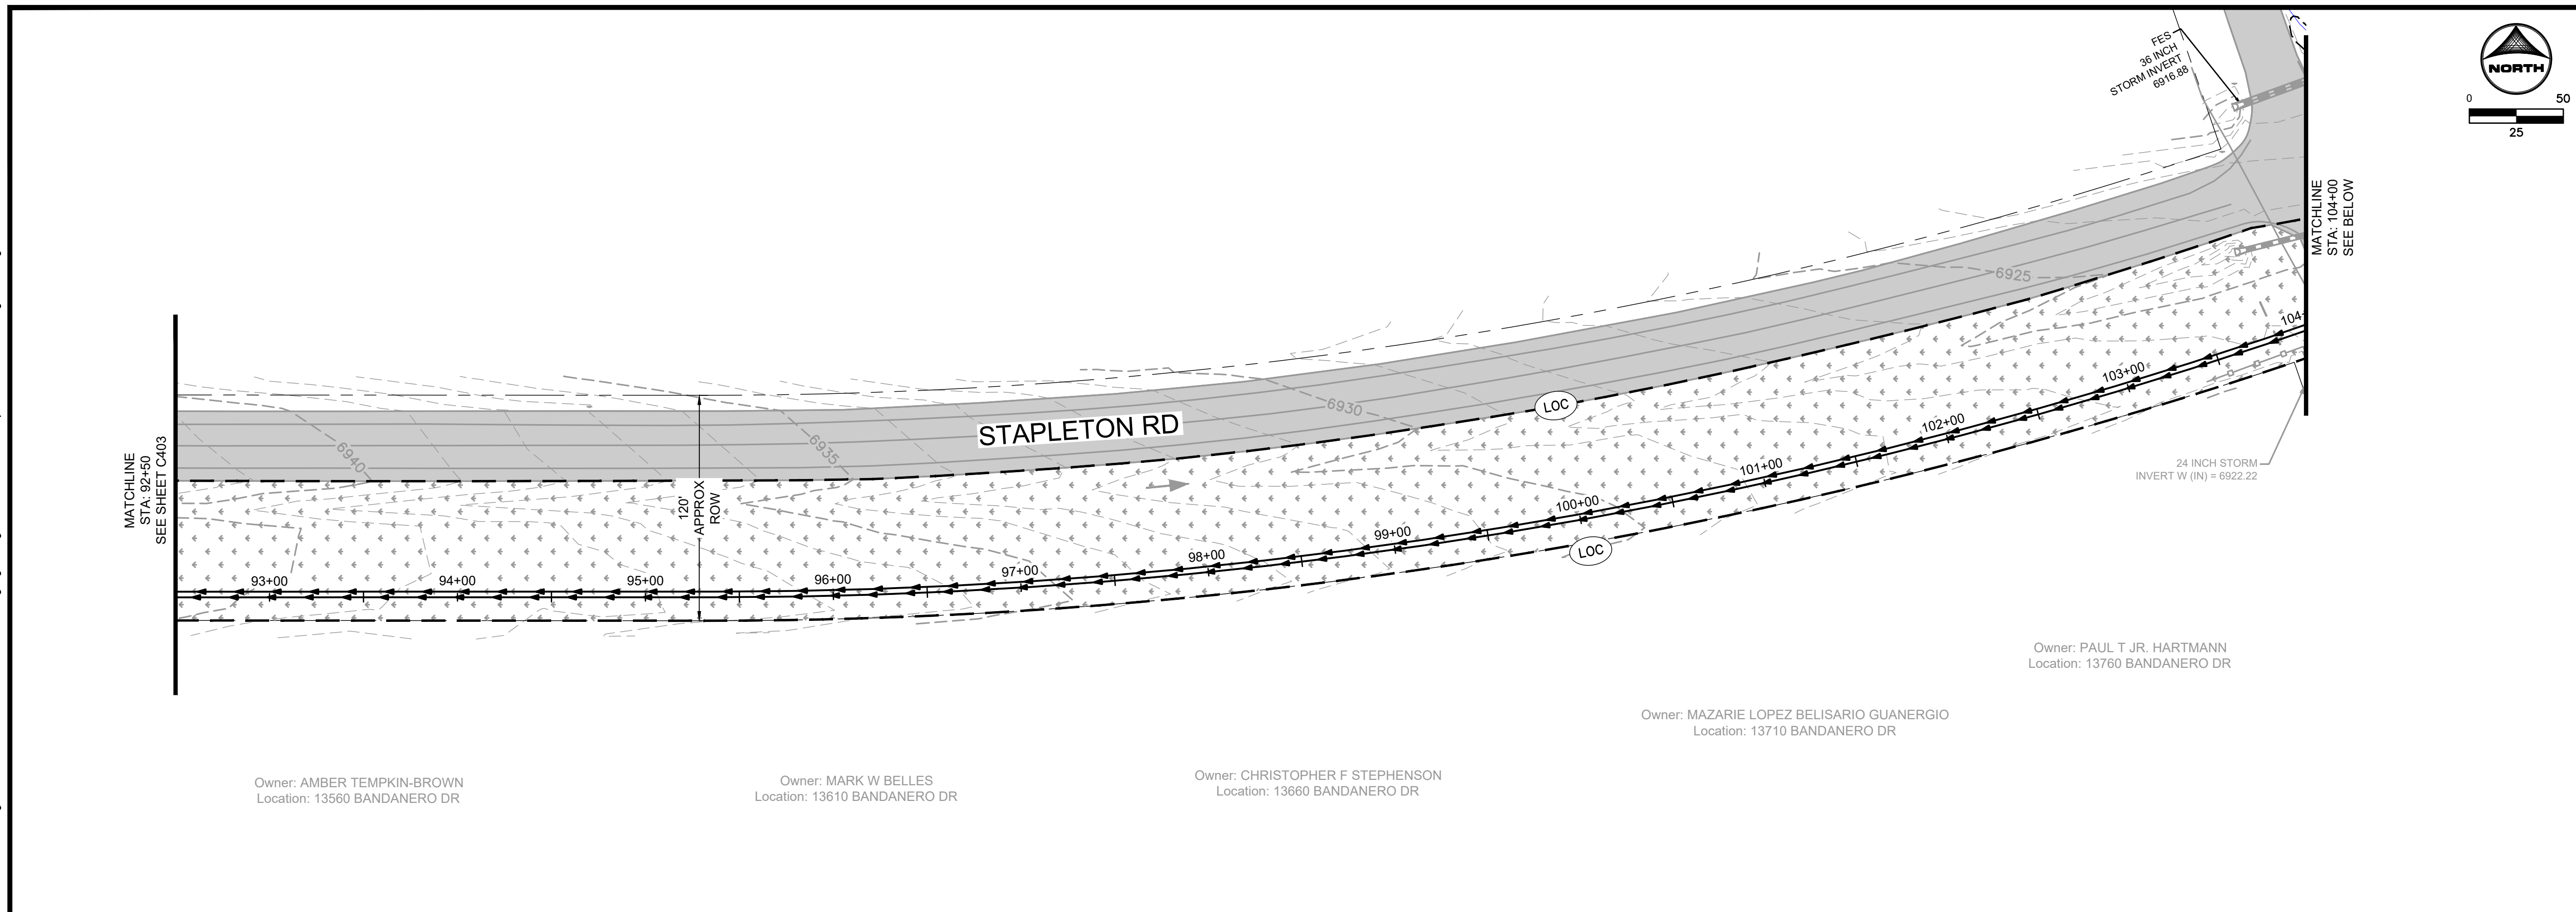 FES
36 INCH
STORM INVERT
6916.88
NORTH
0
50
25
MATCHLINE
STA: 104+00
SEE BELOW
6925
104+
103+00
LOC
6930
STAPLETON RD
102+00
6940
6935
MATCHLINE
STA: 92+50
SEE SHEET C403
101+00
24 INCH STORM
INVERT W (IN) = 6922.22
120'
APPROX
ROW
100+00
99+00
LOC
98+00
97+00
96+00
95+00
94+00
93+00
Owner: PAUL T JR. HARTMANN
Location: 13760 BANDANERO DR
Owner: MAZARIE LOPEZ BELISARIO GUANERGIO
Location: 13710 BANDANERO DR
Owner: CHRISTOPHER F STEPHENSON
Location: 13660 BANDANERO DR
Owner: MARK W BELLES
Location: 13610 BANDANERO DR
Owner: AMBER TEMPKIN-BROWN
Location: 13560 BANDANERO DR